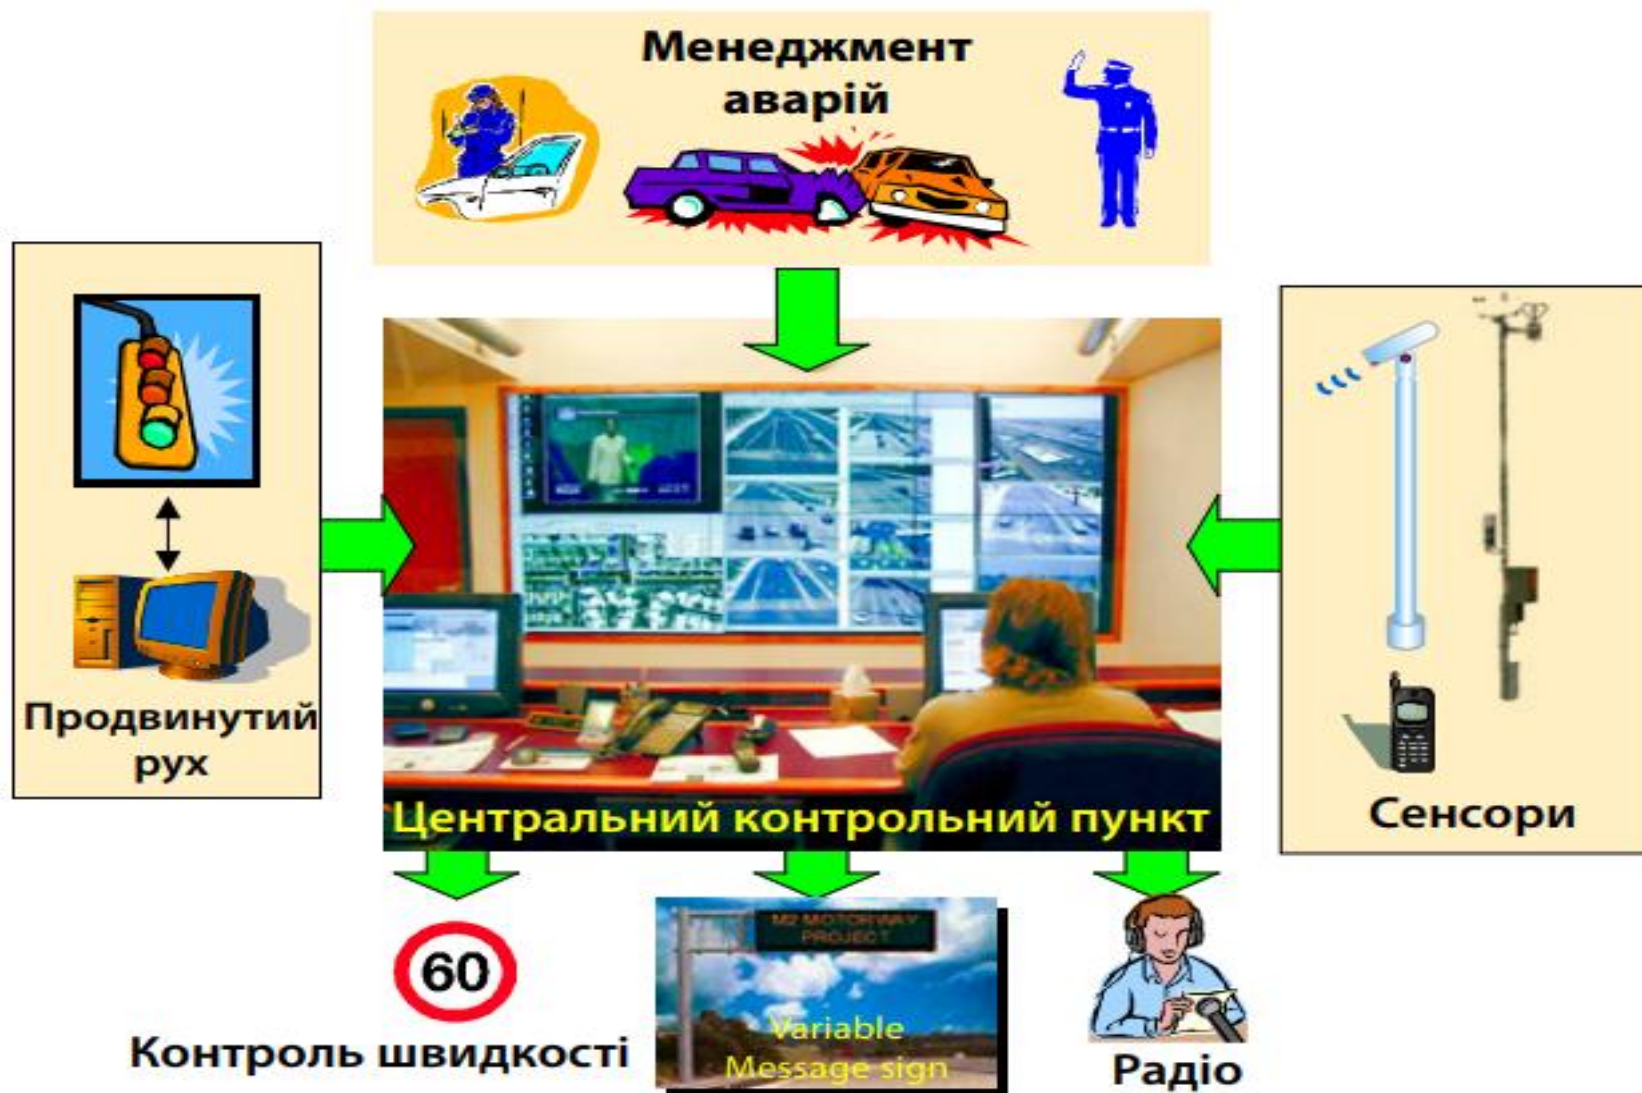 Менеджмент
аварій
Продвинутий
рух
Центральний контрольний пункт
Сенсори
60
Контроль швидкості
M2 MOTORWAY
PROJECT
Variable
Message sign
Радіо